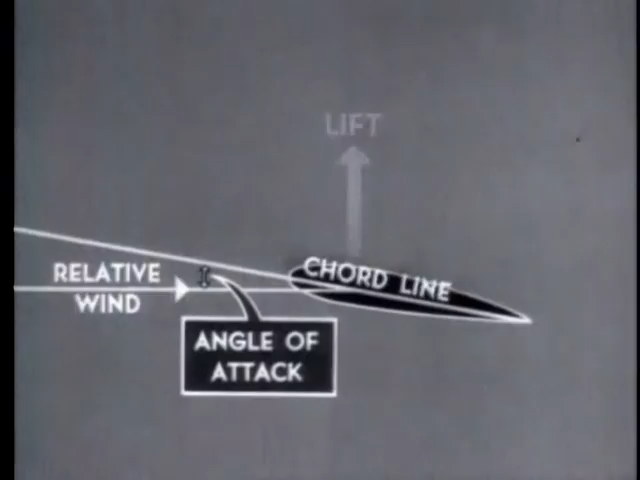 LIFT
CHORD LINE
RELATIVE
WIND
ANGLE OF
ATTACK